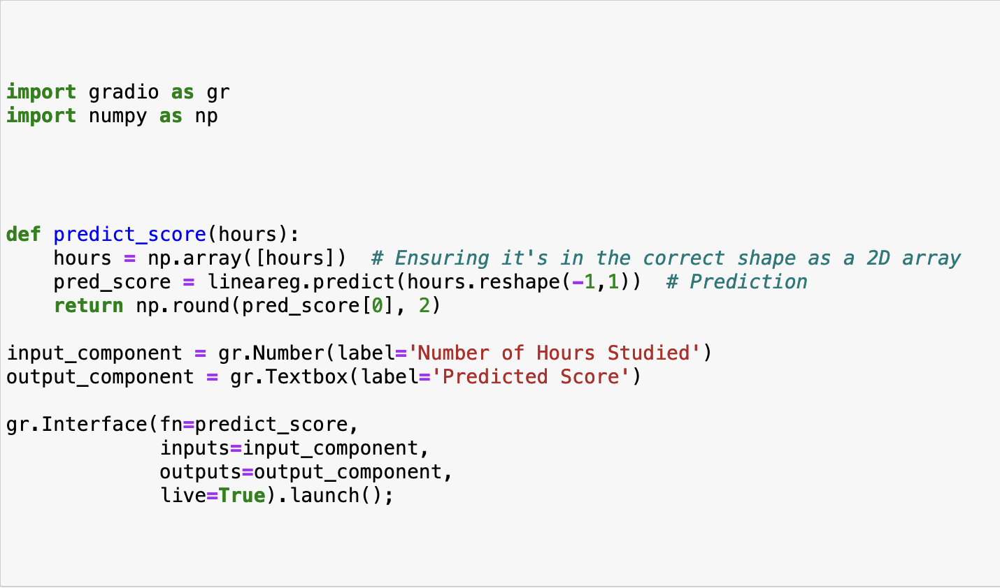 import gradio as gr
import numpy as np
def predict_score(hours):
    hours = np.array([hours])  # Ensuring it's in the correct shape as a 2D array
    pred_score = lineareg.predict(hours.reshape(-1,1))  # Prediction
    return np.round(pred_score[0], 2)
input_component = gr.Number(label='Number of Hours Studied')
output_component = gr.Textbox(label='Predicted Score')
gr.Interface(fn=predict_score,
             inputs=input_component,
             outputs=output_component,
             live=True).launch();